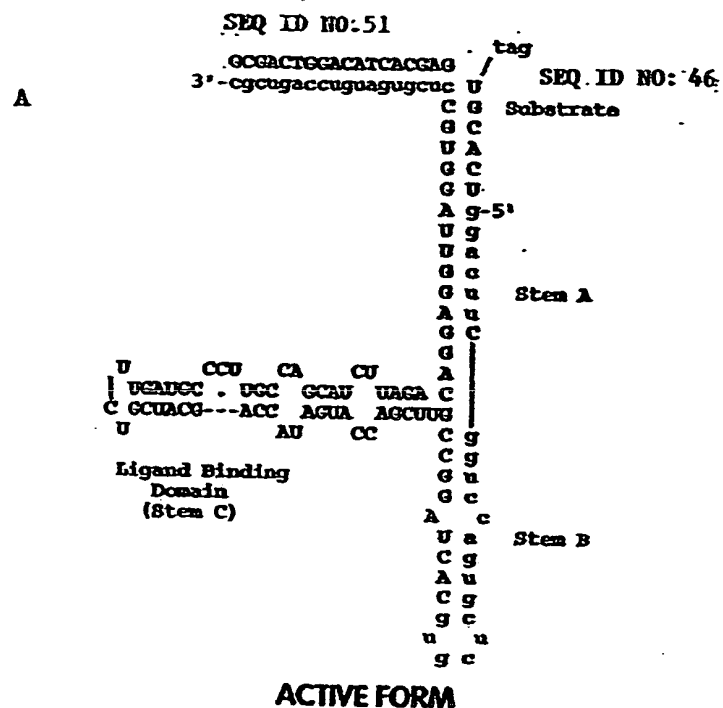 SEQ ID NO:51
tag
GCGACTGGACATCACGAG
SEQ ID NO: 46
3'-cgcugaccuguagugcuc U
A
C G Substrate
G C
U A
G C
G U
A g-5'
U g
U a
G c
G u Stem A
A u
G C
G
U CCU CA CU A
UGAUGC . UGC GCAU UAGA C
C GCUACG---ACC AGUA AGCUUG g
U AU CC C g
C u
Ligand Binding G c
Domain G
(Stem C) A c
U a Stem B
C g
A u
C g
g c
u u
g c
ACTIVE FORM